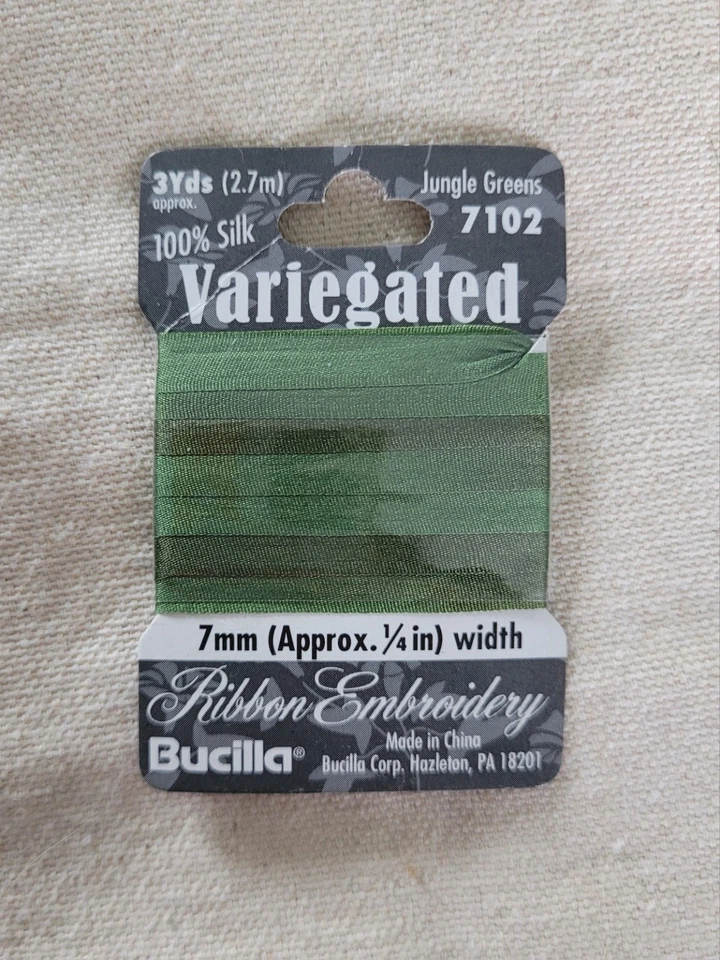 3Yds (2.7m)
approx.
100% Silk
Jungle Greens
7102
Variegated
7mm (Approx. ¼ in) width
Ribbon Embroidery
Bucilla®
Made in China
Bucilla Corp. Hazleton, PA 18201